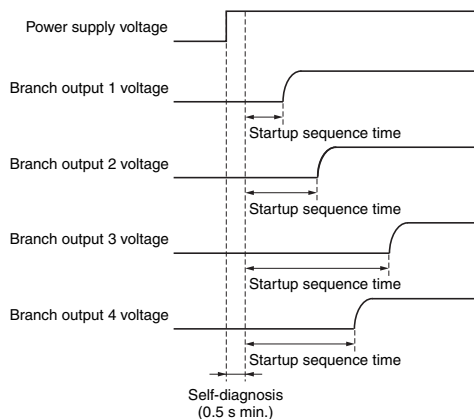 Power supply voltage
Branch output 1 voltage
Startup sequence time
Branch output 2 voltage
Startup sequence time
Branch output 3 voltage
Startup sequence time
Branch output 4 voltage
Startup sequence time
Self-diagnosis
(0.5 s min.)